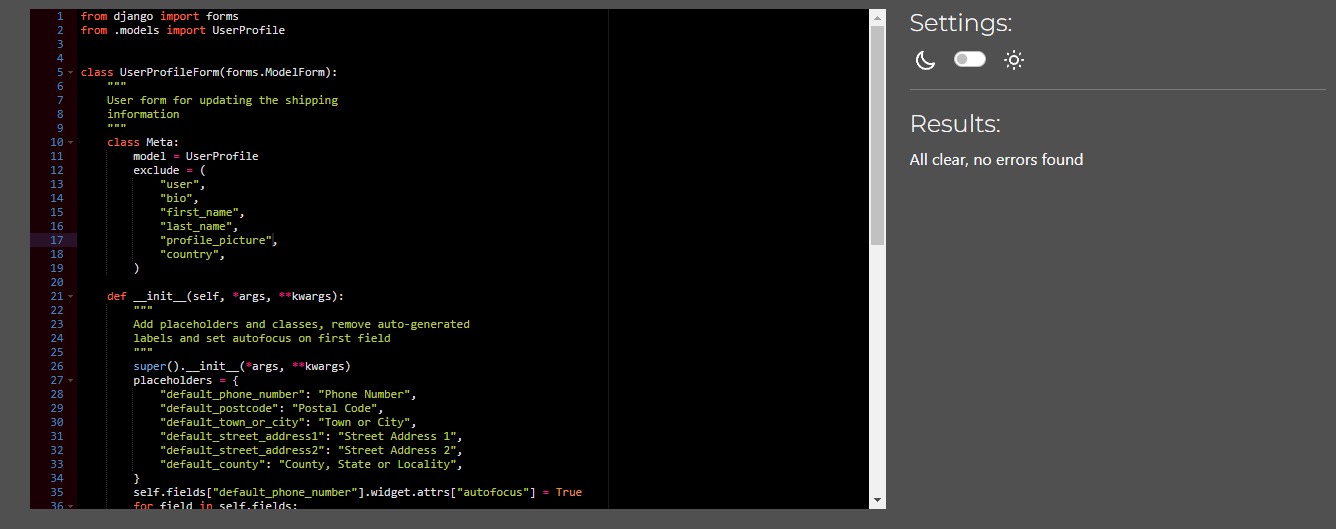 1 from django import forms
2 from .models import UserProfile
3
4
5 class UserProfileForm(forms.ModelForm):
6     """
7     User form for updating the shipping
8     information
9     """
10     class Meta:
11         model = UserProfile
12         exclude = (
13             "user",
14             "bio",
15             "first_name",
16             "last_name",
17             "profile_picture",
18             "country",
19         )
20
21     def __init__(self, *args, **kwargs):
22         """
23         Add placeholders and classes, remove auto-generated
24         labels and set autofocus on first field
25         """
26         super().__init__(*args, **kwargs)
27         placeholders = {
28             "default_phone_number": "Phone Number",
29             "default_postcode": "Postal Code",
30             "default_town_or_city": "Town or City",
31             "default_street_address1": "Street Address 1",
32             "default_street_address2": "Street Address 2",
33             "default_county": "County, State or Locality",
34         }
35         self.fields["default_phone_number"].widget.attrs["autofocus"] = True
36         for field in self.fields:
Settings:
Results:
All clear, no errors found